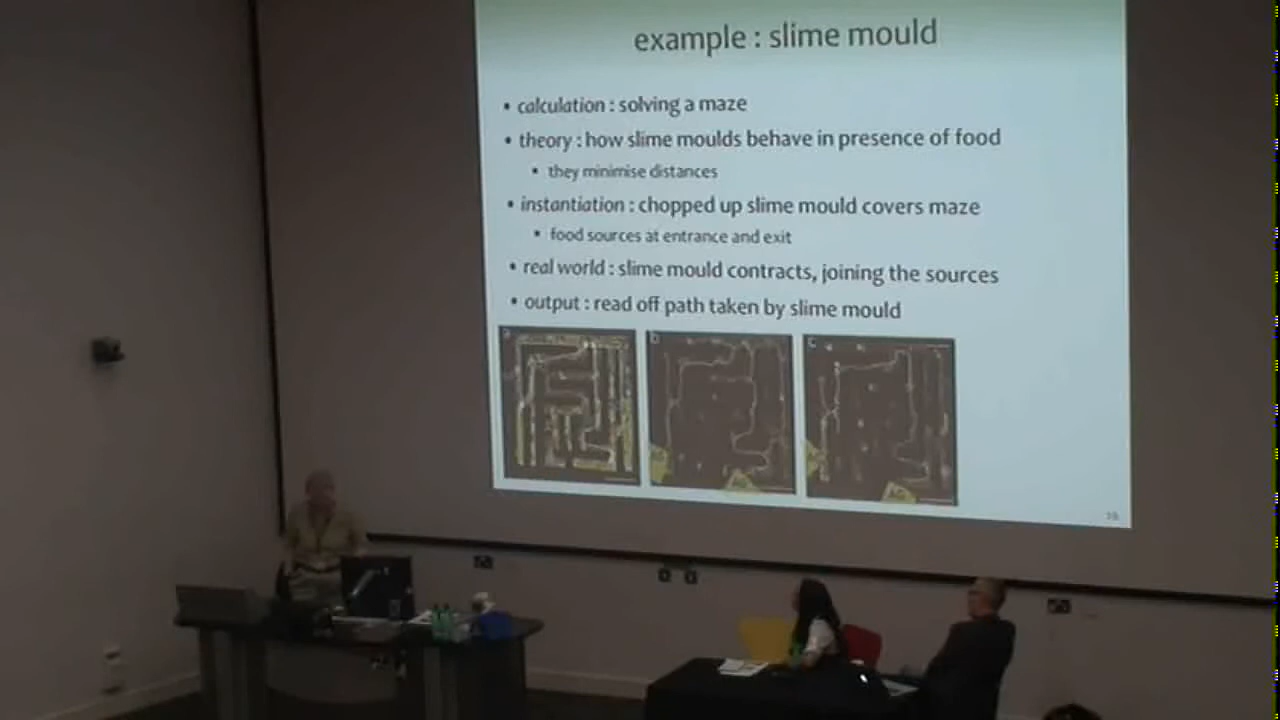 example : slime mould
• calculation : solving a maze
• theory : how slime moulds behave in presence of food
• they minimise distances
• instantiation : chopped up slime mould covers maze
• food sources at entrance and exit
• real world : slime mould contracts, joining the sources
• output : read off path taken by slime mould
a b c
AG
AG